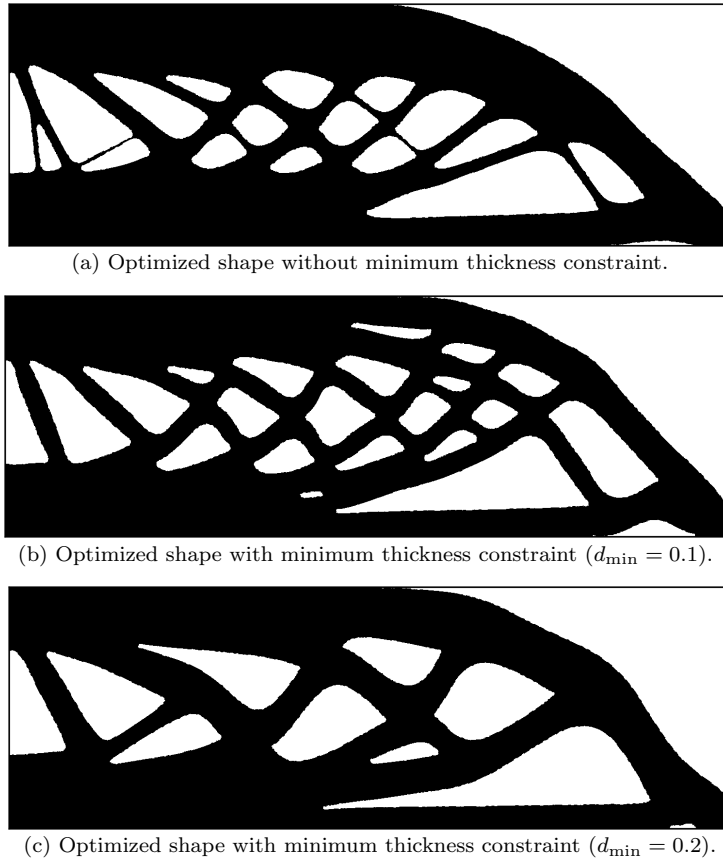 (a) Optimized shape without minimum thickness constraint.
(b) Optimized shape with minimum thickness constraint (d_min = 0.1).
(c) Optimized shape with minimum thickness constraint (d_min = 0.2).